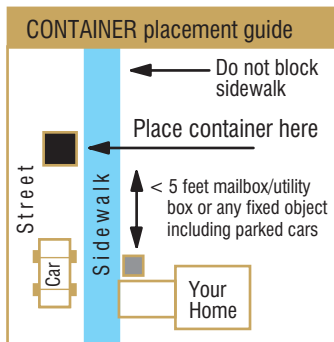 CONTAINER placement guide
Do not block
sidewalk
Place container here
< 5 feet mailbox/utility
box or any fixed object
including parked cars
Street
Sidewalk
Car
Your
Home